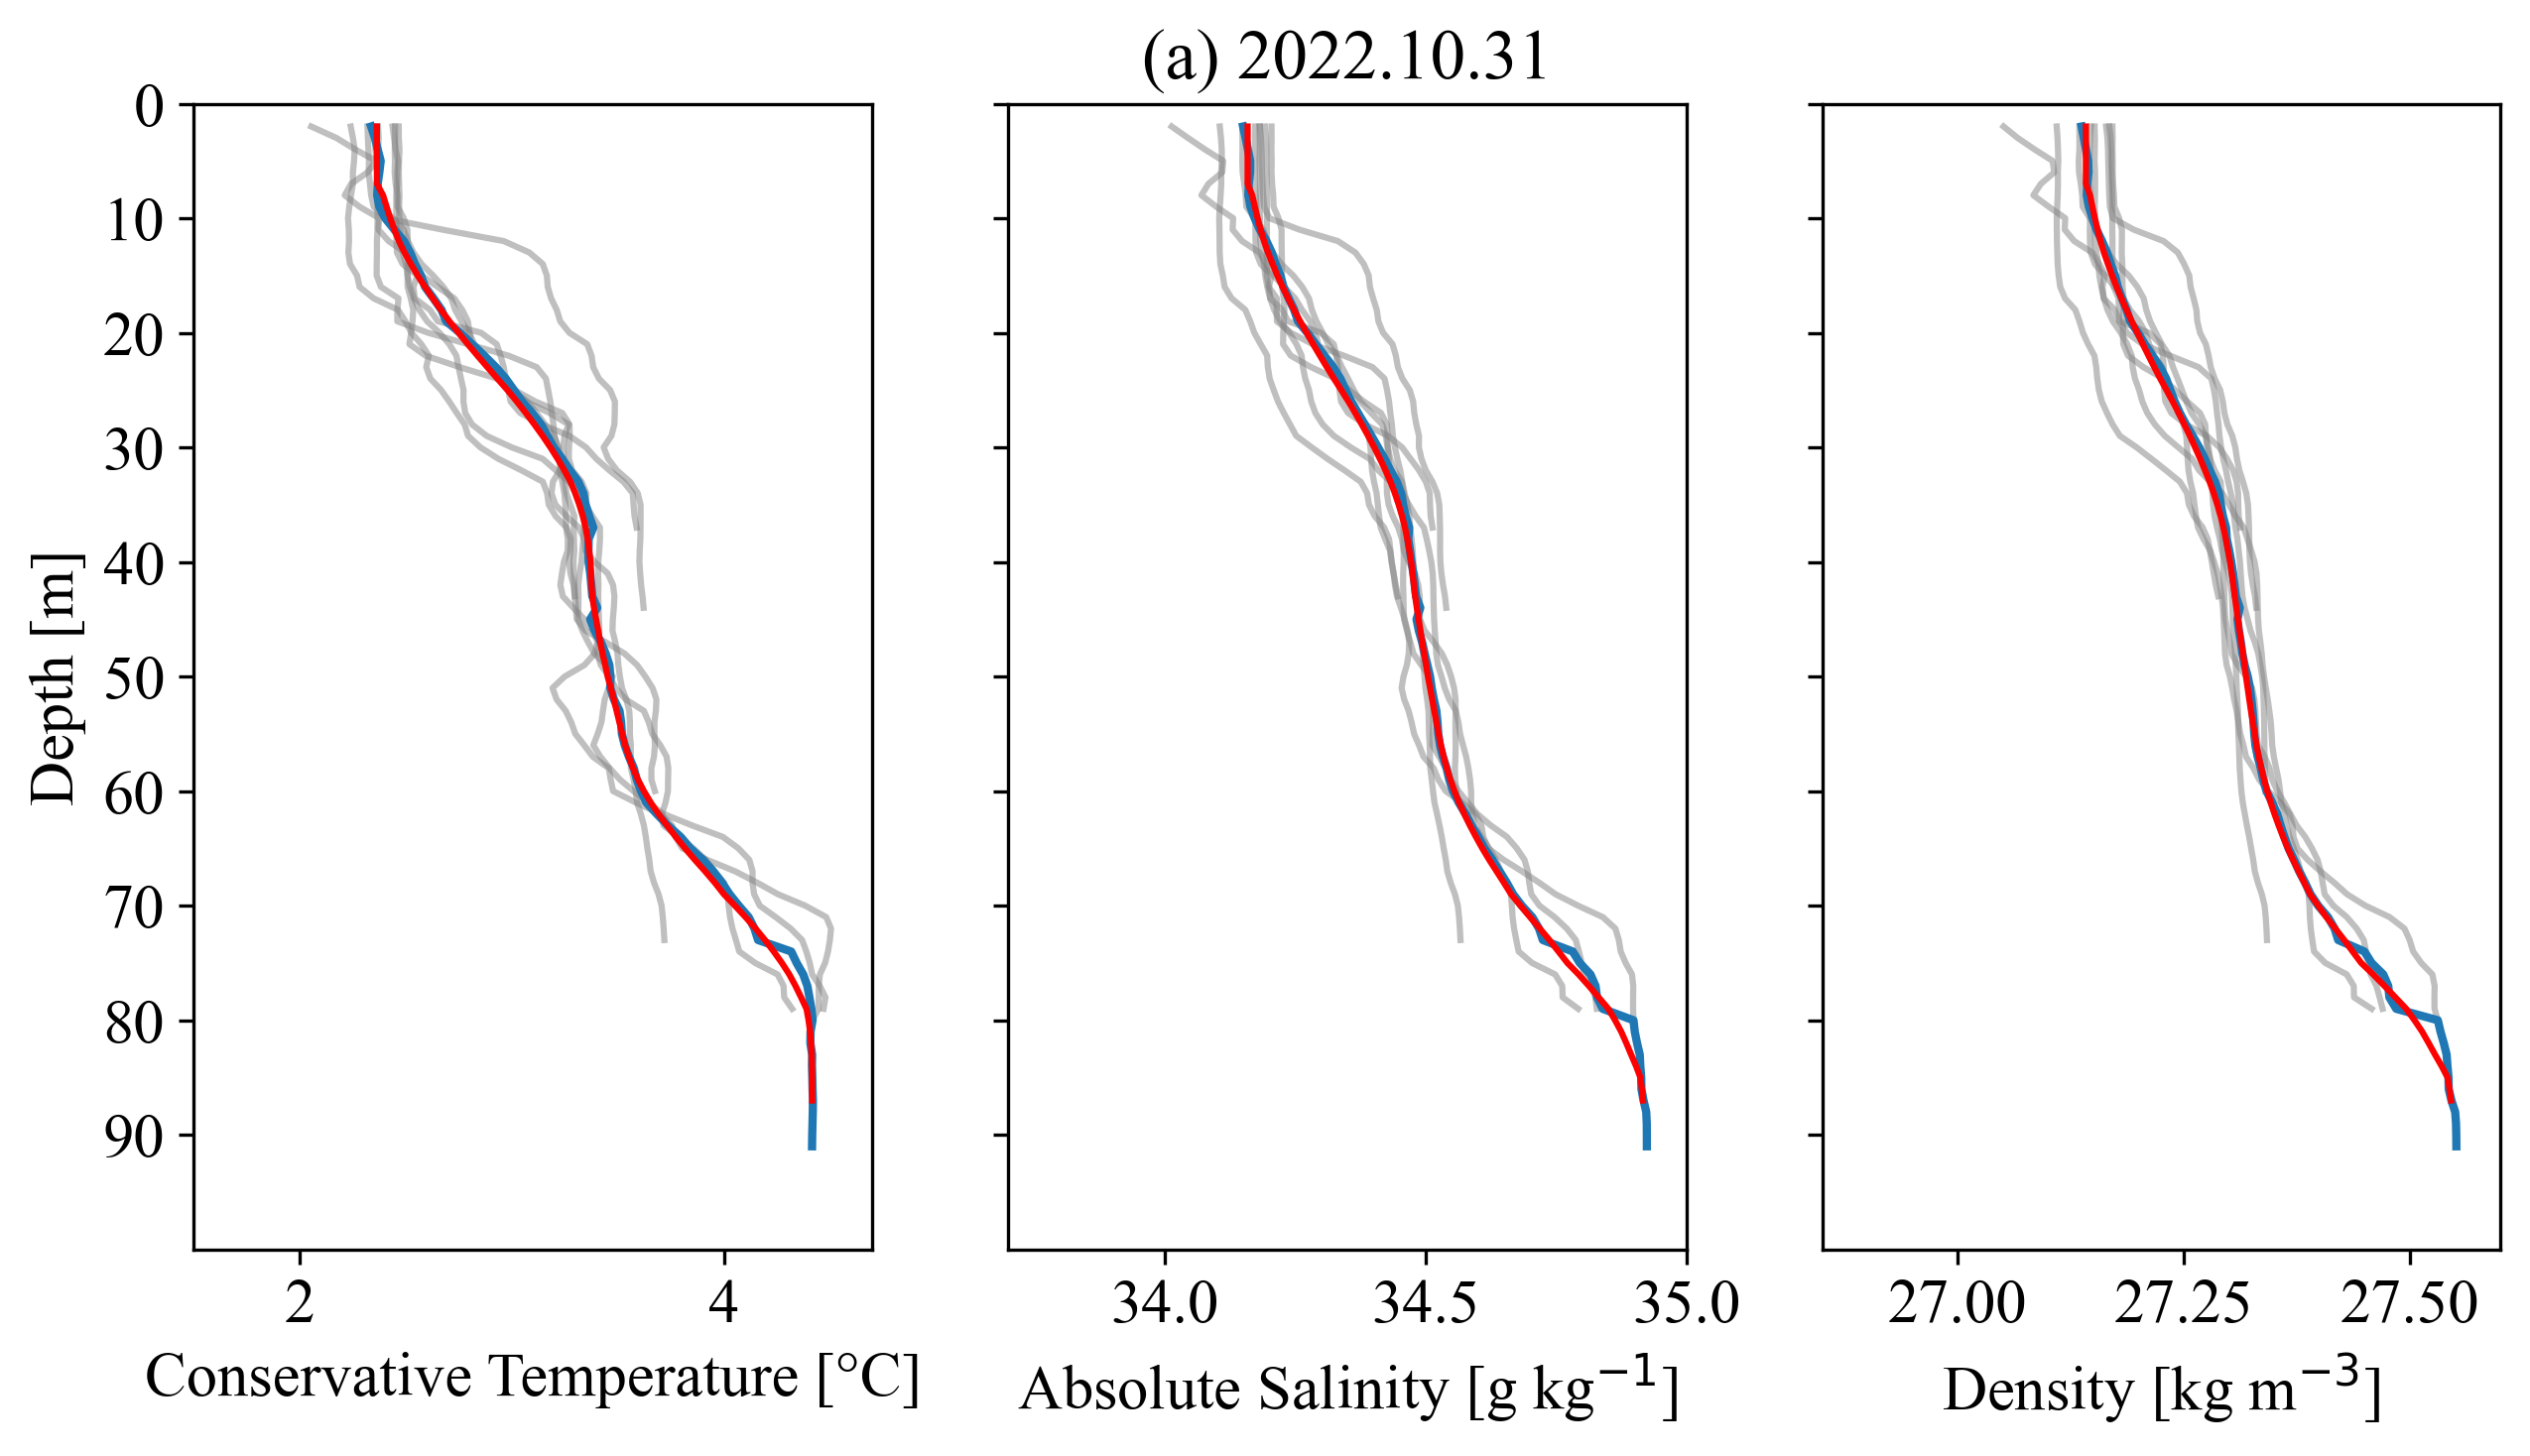 (a) 2022.10.31
Depth [m]
0
10
20
30
40
50
60
70
80
90
2 4
34.0 34.5 35.0
27.00 27.25 27.50
Conservative Temperature [°C]
Absolute Salinity [g kg⁻¹]
Density [kg m⁻³]